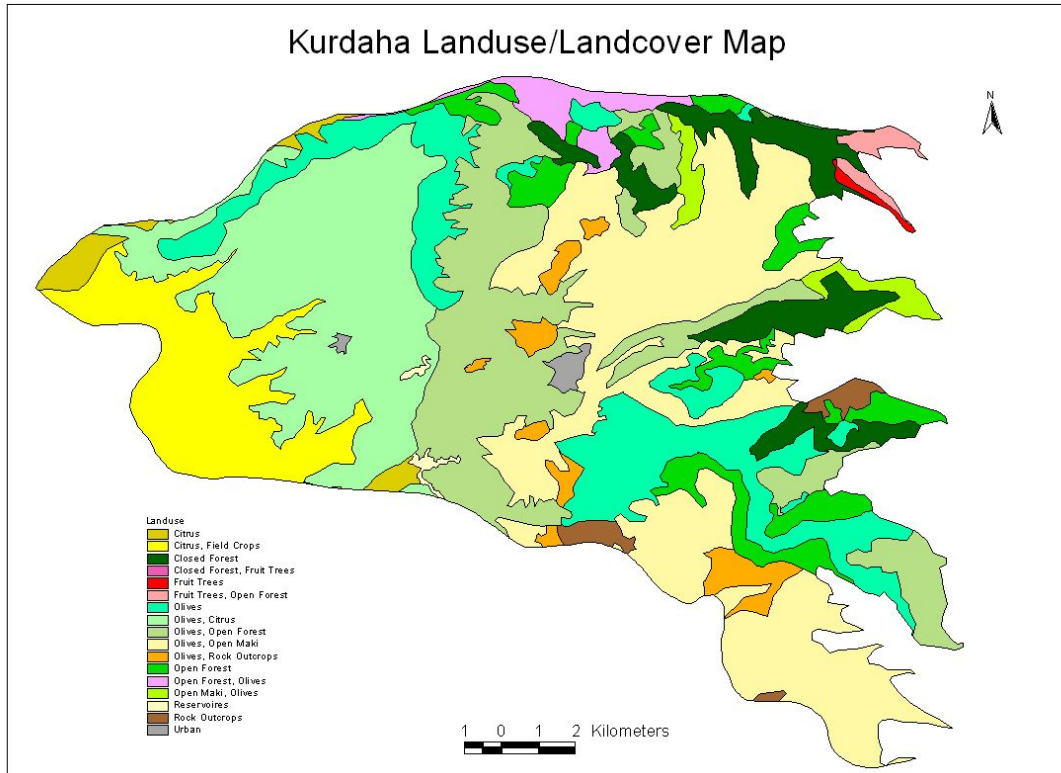 Kurdaha Landuse/Landcover Map
N
Landuse
Citrus
Citrus, Field Crops
Closed Forest
Closed Forest, Fruit Trees
Fruit Trees
Fruit Trees, Open Forest
Olives
Olives, Citrus
Olives, Open Forest
Olives, Open Maki
Olives, Rock Outcrops
Open Forest
Open Forest, Olives
Open Maki, Olives
Reservoires
Rock Outcrops
Urban
1 0 1 2 Kilometers